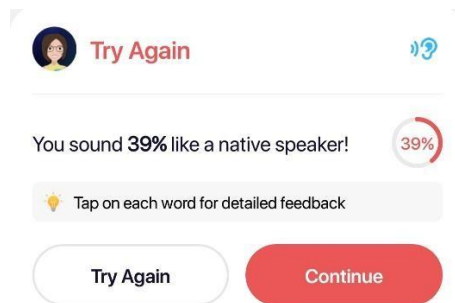 Try Again
You sound 39% like a native speaker!
39%
Tap on each word for detailed feedback
Try Again
Continue